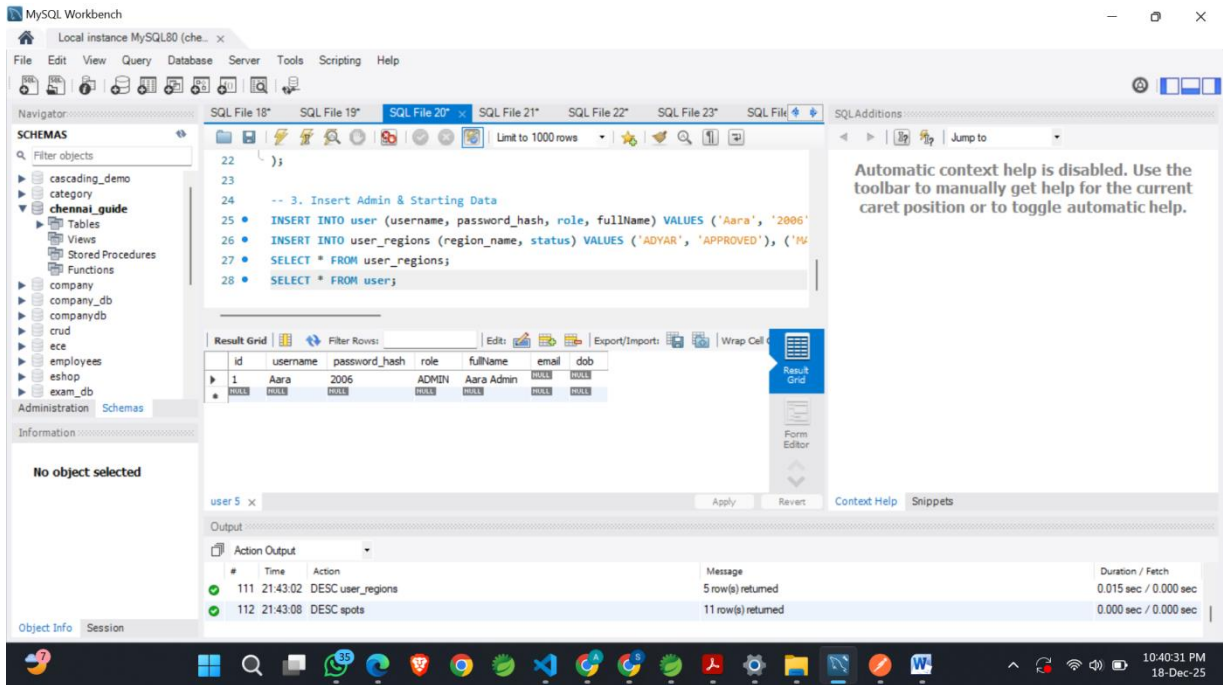 MySQL Workbench
Local instance MySQL80 (che...
File Edit View Query Database Server Tools Scripting Help
Navigator
SCHEMAS
Filter objects
cascading_demo
category
chennai_guide
Tables
Views
Stored Procedures
Functions
company
company_db
companydb
crud
ece
employees
eshop
exam_db
Administration Schemas
Information
No object selected
Object Info Session
SQL File 18* SQL File 19* SQL File 20* SQL File 21* SQL File 22* SQL File 23* SQL File
Limit to 1000 rows
22 );
23
24 -- 3. Insert Admin & Starting Data
25 INSERT INTO user (username, password_hash, role, fullName) VALUES ('Aara', '2006'
26 INSERT INTO user_regions (region_name, status) VALUES ('ADYAR', 'APPROVED'), ('MA
27 SELECT * FROM user_regions;
28 SELECT * FROM user;
Result Grid Filter Rows: Edit: Export/Import: Wrap Cell C
id username password_hash role fullName email dob
1 Aara 2006 ADMIN Aara Admin NULL NULL
NULL NULL NULL NULL NULL NULL NULL
Result Grid
Form Editor
user 5 Apply Revert
SQLAdditions
Jump to
Automatic context help is disabled. Use the
toolbar to manually get help for the current
caret position or to toggle automatic help.
Context Help Snippets
Output
Action Output
# Time Action Message Duration / Fetch
111 21:43:02 DESC user_regions 5 row(s) returned 0.015 sec / 0.000 sec
112 21:43:08 DESC spots 11 row(s) returned 0.000 sec / 0.000 sec
7
35
A
S
W
10:40:31 PM
18-Dec-25